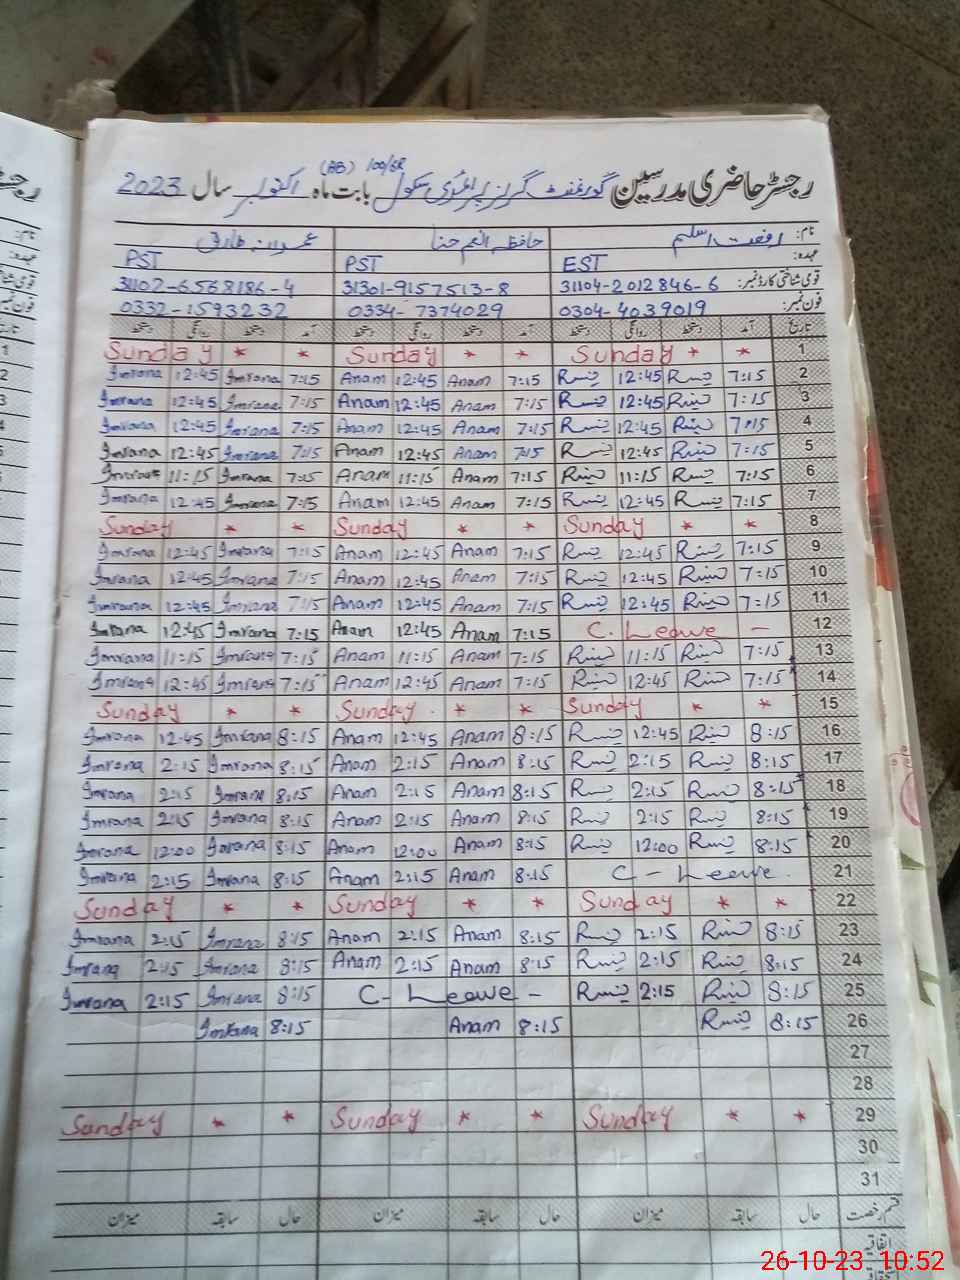 (AB) 100/6R
رجسٹر حاضری مدرسین گورنمنٹ گرلز پرائمری سکول بابت ماہ اکتوبر سال 2023
نام: رفعت اسلم حافظہ انعم حنا عمرانہ طارق
عہدہ: EST PST PST
قومی شناختی کارڈ نمبر: 31104-2012846-6 31301-9157513-8 31102-6568186-4
فون نمبر: 0304-4039019 0334-7374029 0332-1593232
تاریخ آمد دستخط روانگی دستخط آمد دستخط روانگی دستخط آمد دستخط روانگی دستخط
Sunday * * Sunday * * Sunday * * 1
Imrana 12:45 Imrana 7:15 Anam 12:45 Anam 7:15 12:45 7:15 2
Imrana 12:45 Imrana 7:15 Anam 12:45 Anam 7:15 12:45 7:15 3
Imrana 12:45 Imrana 7:15 Anam 12:45 Anam 7:15 12:45 7:15 4
Imrana 12:45 Imrana 7:15 Anam 12:45 Anam 7:15 12:45 7:15 5
Imrana 11:15 Imrana 7:15 Anam 11:15 Anam 7:15 11:15 7:15 6
Imrana 12:45 Imrana 7:15 Anam 12:45 Anam 7:15 12:45 7:15 7
Sunday * * Sunday * * Sunday * * 8
Imrana 12:45 Imrana 7:15 Anam 12:45 Anam 7:15 12:45 7:15 9
Imrana 12:45 Imrana 7:15 Anam 12:45 Anam 7:15 12:45 7:15 10
Imrana 12:45 Imrana 7:15 Anam 12:45 Anam 7:15 12:45 7:15 11
Imrana 12:45 Imrana 7:15 Anam 12:45 Anam 7:15 C. Leave - 12
Imrana 11:15 Imrana 7:15 Anam 11:15 Anam 7:15 11:15 7:15 13
Imrana 12:45 Imrana 7:15 Anam 12:45 Anam 7:15 12:45 7:15 14
Sunday * * Sunday * * Sunday * * 15
Imrana 12:45 Imrana 8:15 Anam 12:45 Anam 8:15 12:45 8:15 16
Imrana 2:15 Imrana 8:15 Anam 2:15 Anam 8:15 2:15 8:15 17
Imrana 2:15 Imrana 8:15 Anam 2:15 Anam 8:15 2:15 8:15 18
Imrana 2:15 Imrana 8:15 Anam 2:15 Anam 8:15 2:15 8:15 19
Imrana 12:00 Imrana 8:15 Anam 12:00 Anam 8:15 12:00 8:15 20
Imrana 2:15 Imrana 8:15 Anam 2:15 Anam 8:15 C - Leave. 21
Sunday * * Sunday * * Sunday * * 22
Imrana 2:15 Imrana 8:15 Anam 2:15 Anam 8:15 2:15 8:15 23
Imrana 2:15 Imrana 8:15 Anam 2:15 Anam 8:15 2:15 8:15 24
Imrana 2:15 Imrana 8:15 C- Leave - 2:15 8:15 25
Imrana 8:15 Anam 8:15 8:15 26
27
28
Sunday * * Sunday * * Sunday * * 29
30
31
قسم رخصت حال سابقہ میزان حال سابقہ میزان حال سابقہ میزان
اتفاقیہ
26-10-23 10:52